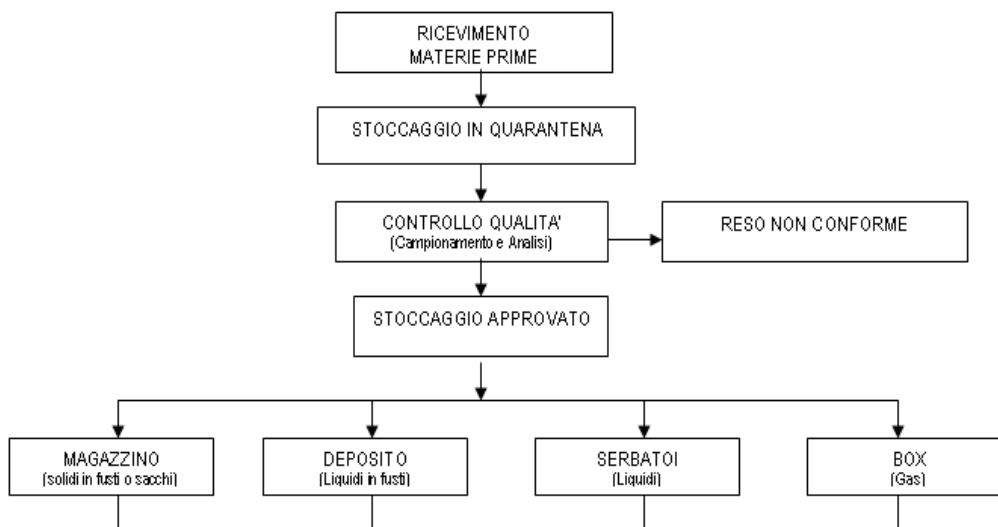 RICEVIMENTO
MATERIE PRIME
STOCCAGGIO IN QUARANTENA
CONTROLLO QUALITA'
(Campionamento e Analisi)
RESO NON CONFORME
STOCCAGGIO APPROVATO
MAGAZZINO
(solidi in fusti o sacchi)
DEPOSITO
(Liquidi in fusti)
SERBATOI
(Liquidi)
BOX
(Gas)